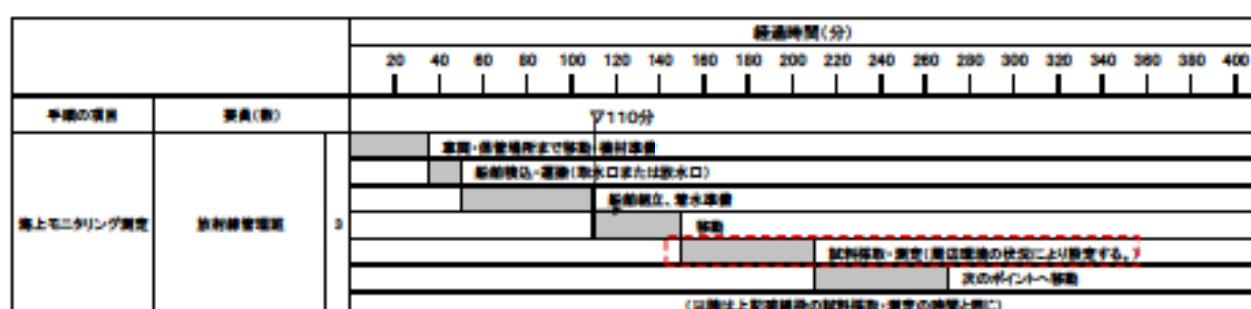 経過時間(分)
20 40 60 80 100 120 140 160 180 200 220 240 260 280 300 320 340 360 380 400
手順の項目 要員(数)
▽110分
車両・保管場所まで移動・機材準備
船舶積込・運搬(取水口または放水口)
船舶組立、着水準備
海上モニタリング測定 放射線管理班 3 移動
試料採取・測定(周辺環境の状況により設定する。)
次のポイントへ移動